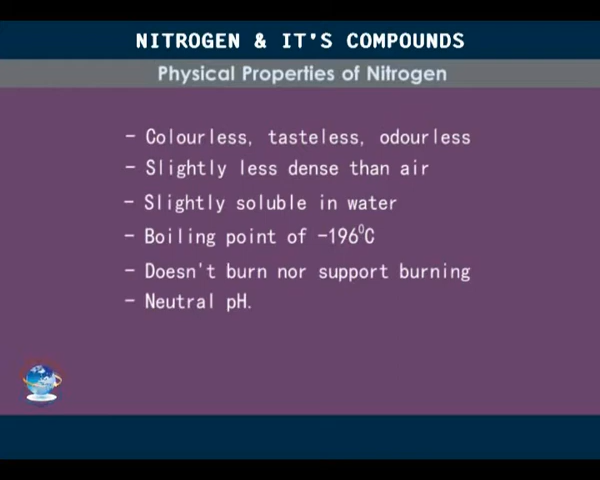 NITROGEN & IT'S COMPOUNDS
Physical Properties of Nitrogen
- Colourless, tasteless, odourless
- Slightly less dense than air
- Slightly soluble in water
- Boiling point of -196⁰C
- Doesn't burn nor support burning
- Neutral pH.